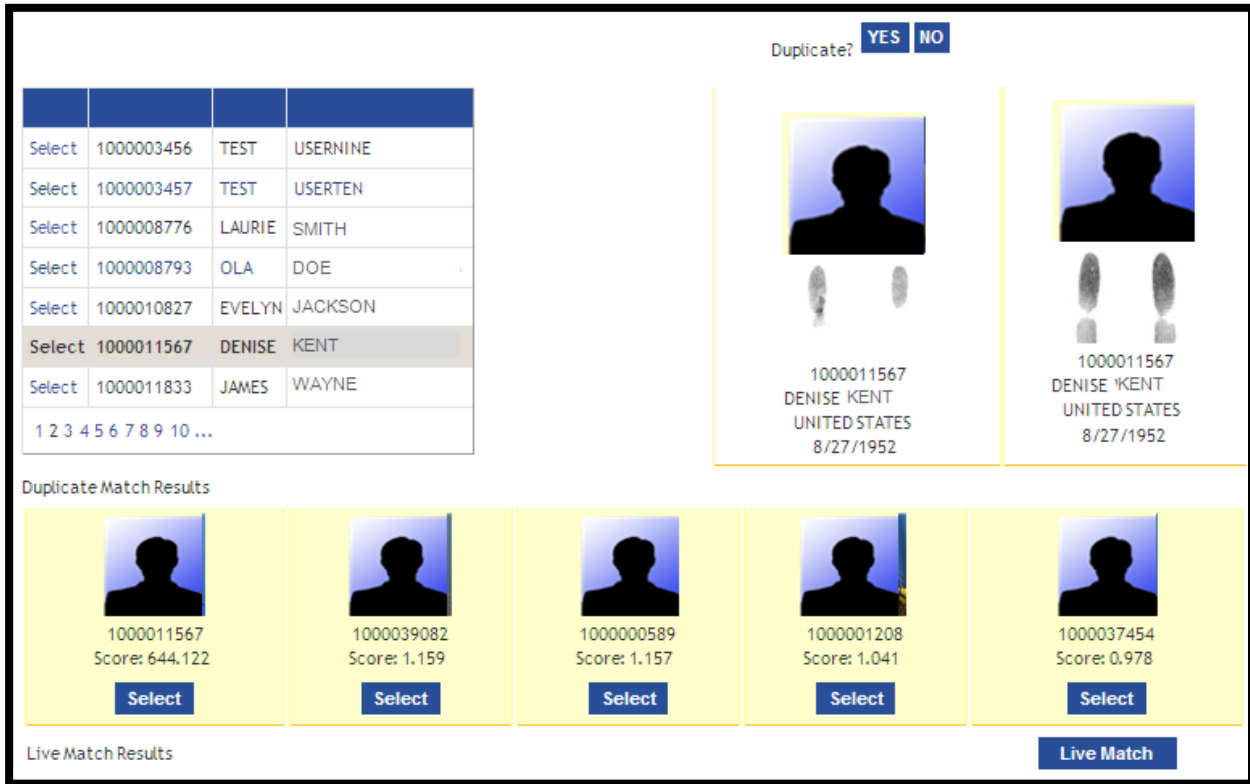 Duplicate? YES NO
Select 1000003456 TEST USERNINE
Select 1000003457 TEST USERTEN
Select 1000008776 LAURIE SMITH
Select 1000008793 OLA DOE
Select 1000010827 EVELYN JACKSON
Select 1000011567 DENISE KENT
Select 1000011833 JAMES WAYNE
1 2 3 4 5 6 7 8 9 10 ...
1000011567
DENISE KENT
UNITED STATES
8/27/1952
1000011567
DENISE 'KENT
UNITED STATES
8/27/1952
Duplicate Match Results
1000011567
Score: 644.122
Select
1000039082
Score: 1.159
Select
1000000589
Score: 1.157
Select
1000001208
Score: 1.041
Select
1000037454
Score: 0.978
Select
Live Match Results
Live Match